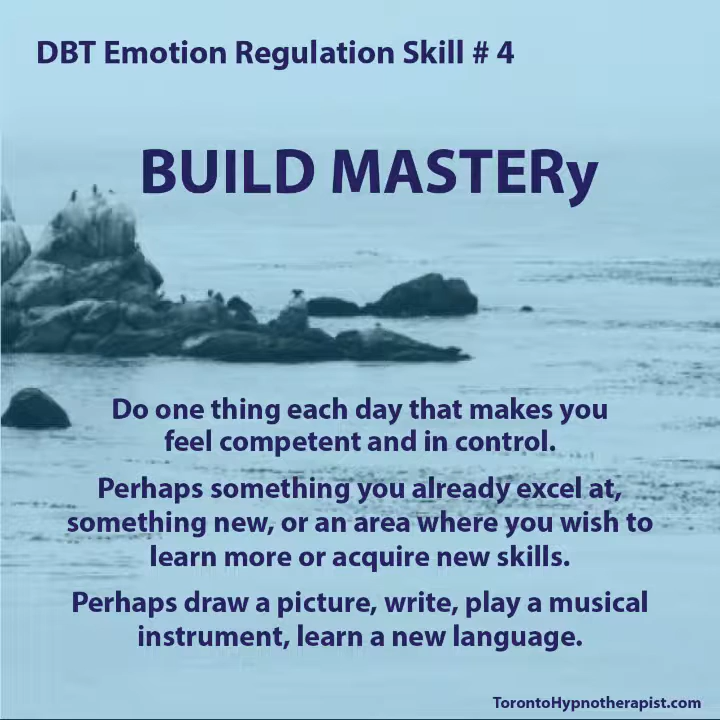 DBT Emotion Regulation Skill # 4
BUILD MASTERy
Do one thing each day that makes you
feel competent and in control.
Perhaps something you already excel at,
something new, or an area where you wish to
learn more or acquire new skills.
Perhaps draw a picture, write, play a musical
instrument, learn a new language.
TorontoHypnotherapist.com